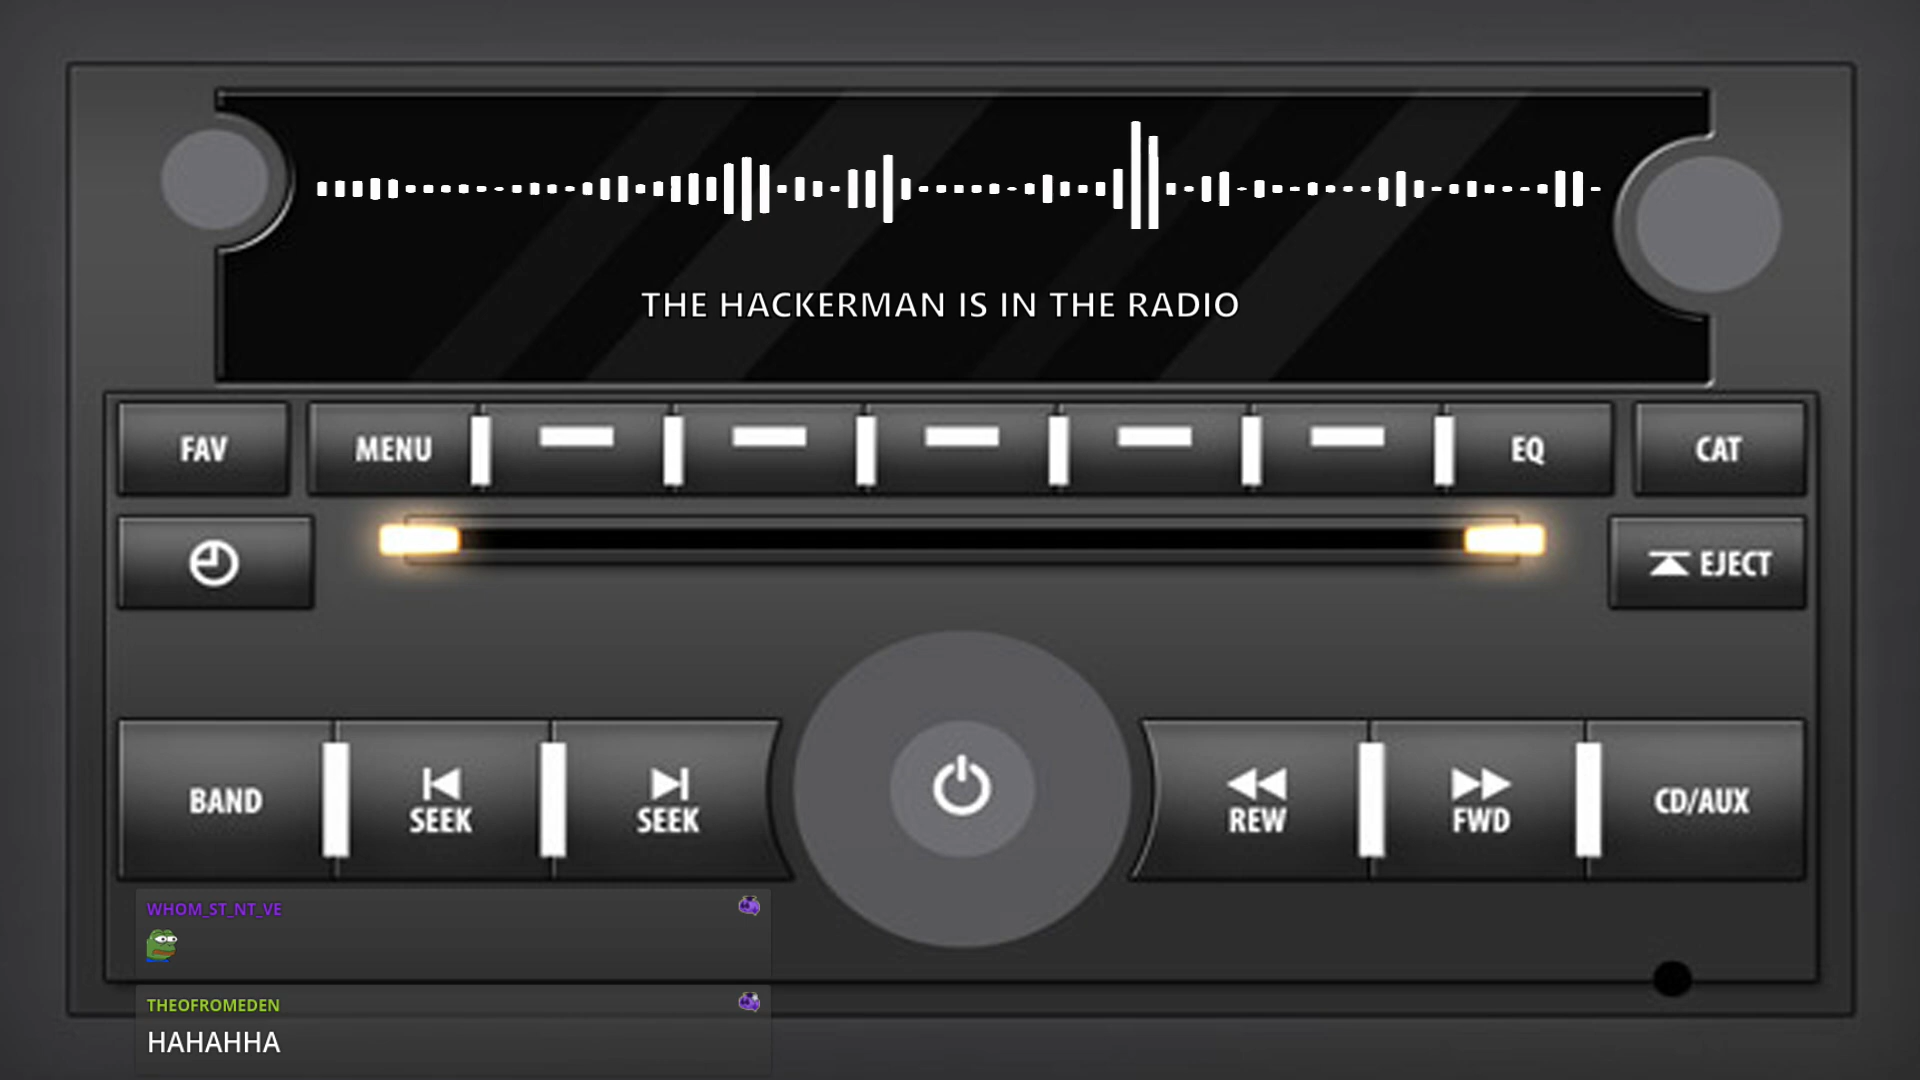 THE HACKERMAN IS IN THE RADIO
FAV
MENU
EQ
CAT
EJECT
BAND
SEEK
SEEK
REW
FWD
CD/AUX
WHOM_ST_NT_VE
THEOFROMEDEN
HAHAHHA